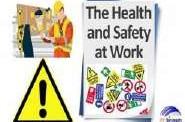 The Health
and Safety
at Work